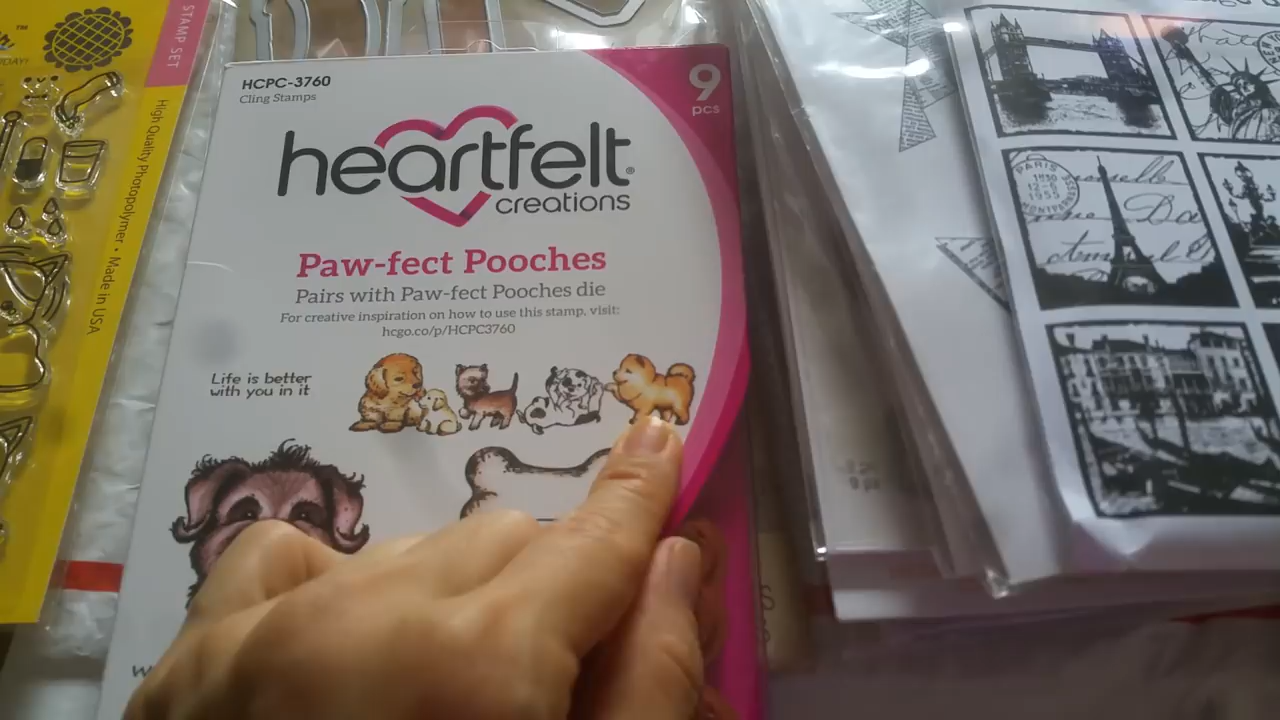 STAMP SET
High Quality Photopolymer • Made in USA
HCPC-3760
Cling Stamps
9
pcs
heartfelt
creations
Paw-fect Pooches
Pairs with Paw-fect Pooches die
For creative inspiration on how to use this stamp, visit:
hcgo.co/p/HCPC3760
Life is better
with you in it
PARIS
1955
MONTPARNASSE